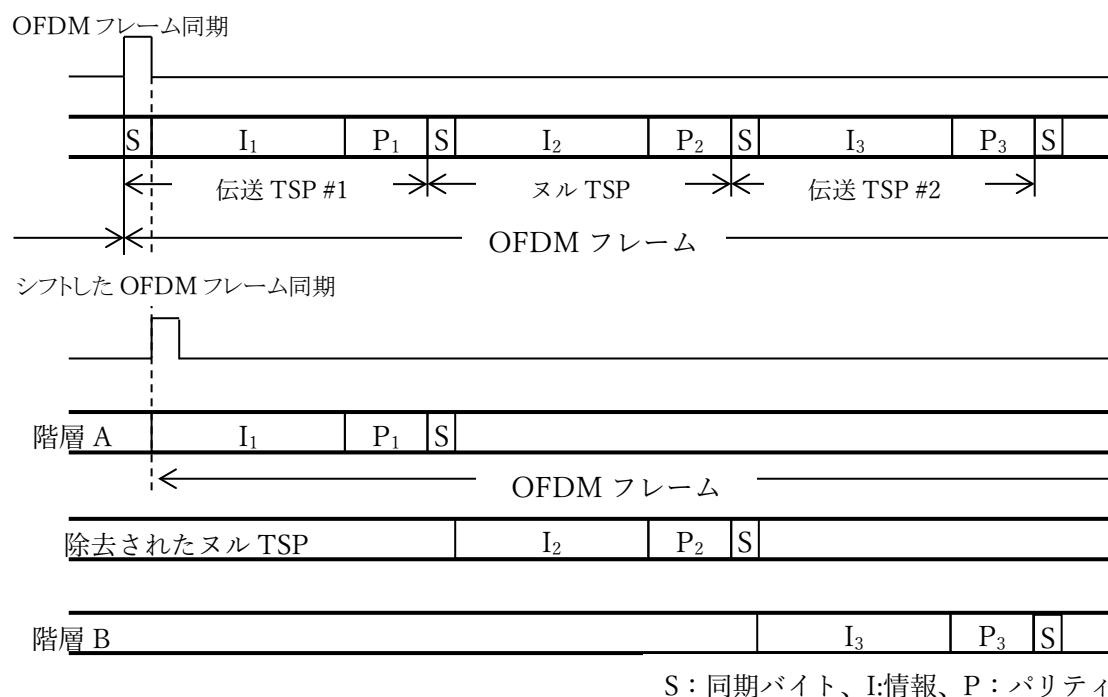 OFDMフレーム同期
S I₁ P₁ S I₂ P₂ S I₃ P₃ S
伝送 TSP #1 ヌル TSP 伝送 TSP #2
OFDM フレーム
シフトした OFDM フレーム同期
階層 A I₁ P₁ S
OFDM フレーム
除去されたヌル TSP I₂ P₂ S
階層 B I₃ P₃ S
S：同期バイト、I:情報、P：パリティ